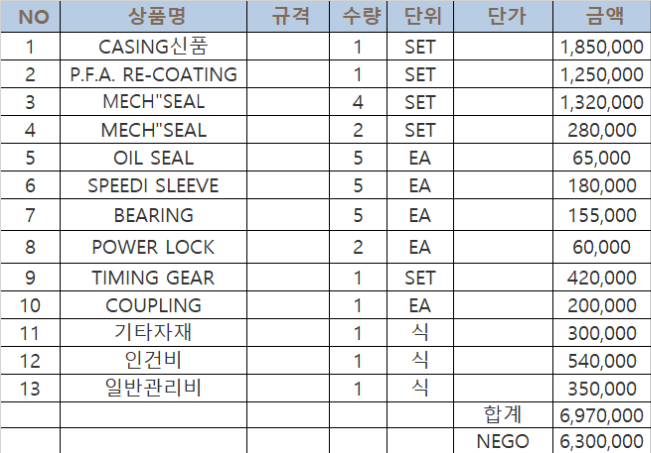 NO 상품명 규격 수량 단위 단가 금액
1 CASING신품 1 SET 1,850,000
2 P.F.A. RE-COATING 1 SET 1,250,000
3 MECH"SEAL 4 SET 1,320,000
4 MECH"SEAL 2 SET 280,000
5 OIL SEAL 5 EA 65,000
6 SPEEDI SLEEVE 5 EA 180,000
7 BEARING 5 EA 155,000
8 POWER LOCK 2 EA 60,000
9 TIMING GEAR 1 SET 420,000
10 COUPLING 1 EA 200,000
11 기타자재 1 식 300,000
12 인건비 1 식 540,000
13 일반관리비 1 식 350,000
합계 6,970,000
NEGO 6,300,000